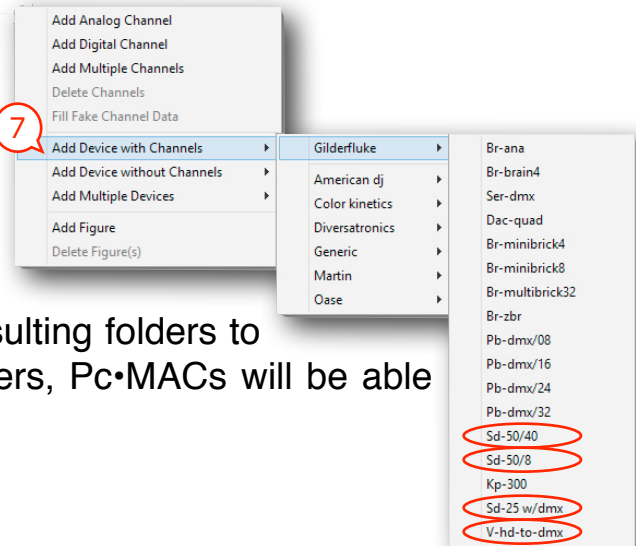 Add Analog Channel
Add Digital Channel
Add Multiple Channels
Delete Channels
Fill Fake Channel Data
7
Add Device with Channels
Add Device without Channels
Add Multiple Devices
Add Figure
Delete Figure(s)
Gilderfluke
American dj
Color kinetics
Diversatronics
Generic
Martin
Oase
Br-ana
Br-brain4
Ser-dmx
Dac-quad
Br-minibrick4
Br-minibrick8
Br-multibrick32
Br-zbr
Pb-dmx/08
Pb-dmx/16
Pb-dmx/24
Pb-dmx/32
Sd-50/40
Sd-50/8
Kp-300
Sd-25 w/dmx
V-hd-to-dmx
sulting folders to
ers, Pc•MACs will be able